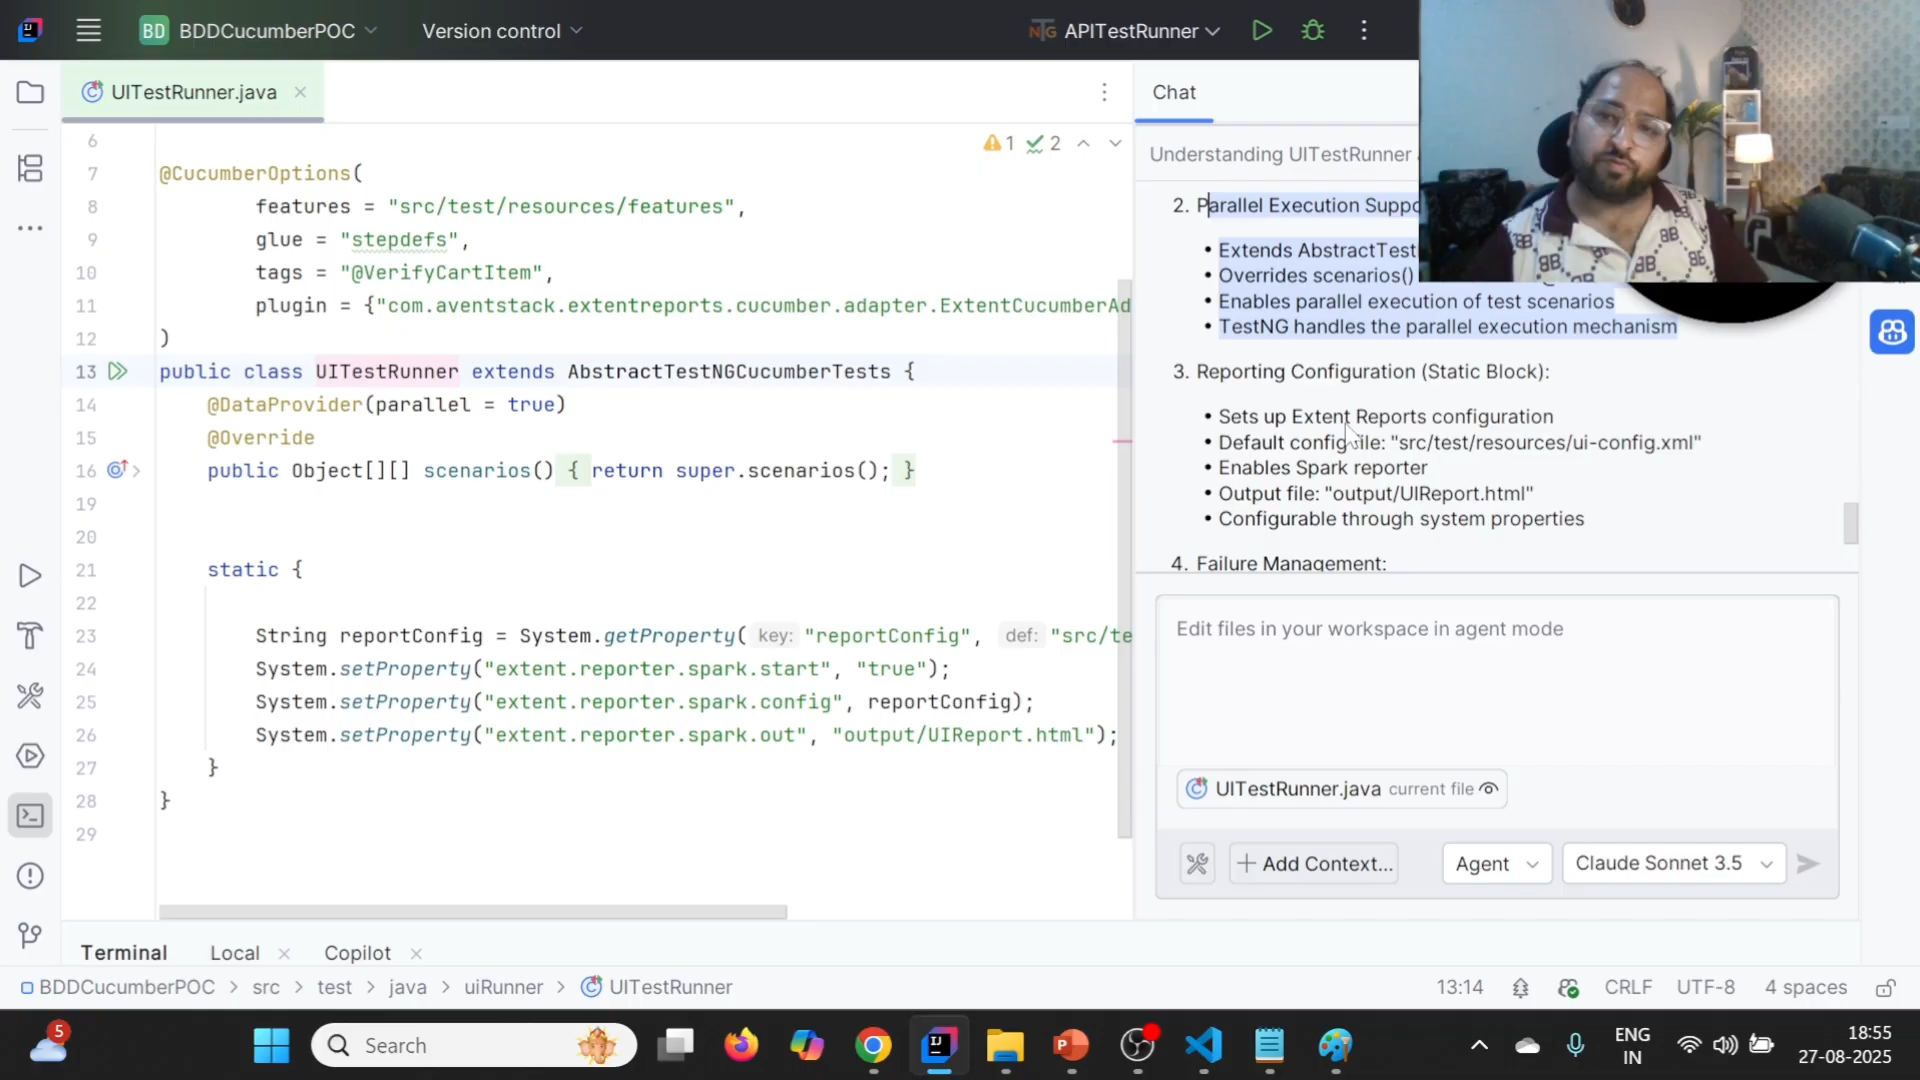 BD BDDCucumberPOC Version control APITestRunner
UITestRunner.java
1 2
6
7 @CucumberOptions(
8 features = "src/test/resources/features",
9 glue = "stepdefs",
10 tags = "@VerifyCartItem",
11 plugin = {"com.aventstack.extentreports.cucumber.adapter.ExtentCucumberAd
12 )
13 public class UITestRunner extends AbstractTestNGCucumberTests {
14 @DataProvider(parallel = true)
15 @Override
16 public Object[][] scenarios() { return super.scenarios(); }
19
20
21 static {
22
23 String reportConfig = System.getProperty( key: "reportConfig", def: "src/te
24 System.setProperty("extent.reporter.spark.start", "true");
25 System.setProperty("extent.reporter.spark.config", reportConfig);
26 System.setProperty("extent.reporter.spark.out", "output/UIReport.html");
27 }
28 }
29
Chat
Understanding UITestRunner
2. Parallel Execution Suppo
• Extends AbstractTest
• Overrides scenarios()
• Enables parallel execution of test scenarios
• TestNG handles the parallel execution mechanism
3. Reporting Configuration (Static Block):
• Sets up Extent Reports configuration
• Default config file: "src/test/resources/ui-config.xml"
• Enables Spark reporter
• Output file: "output/UIReport.html"
• Configurable through system properties
4. Failure Management:
Edit files in your workspace in agent mode
UITestRunner.java current file
Add Context... Agent Claude Sonnet 3.5
Terminal Local Copilot
BDDCucumberPOC > src > test > java > uiRunner > UITestRunner
13:14 CRLF UTF-8 4 spaces
5
Search
ENG
IN
18:55
27-08-2025